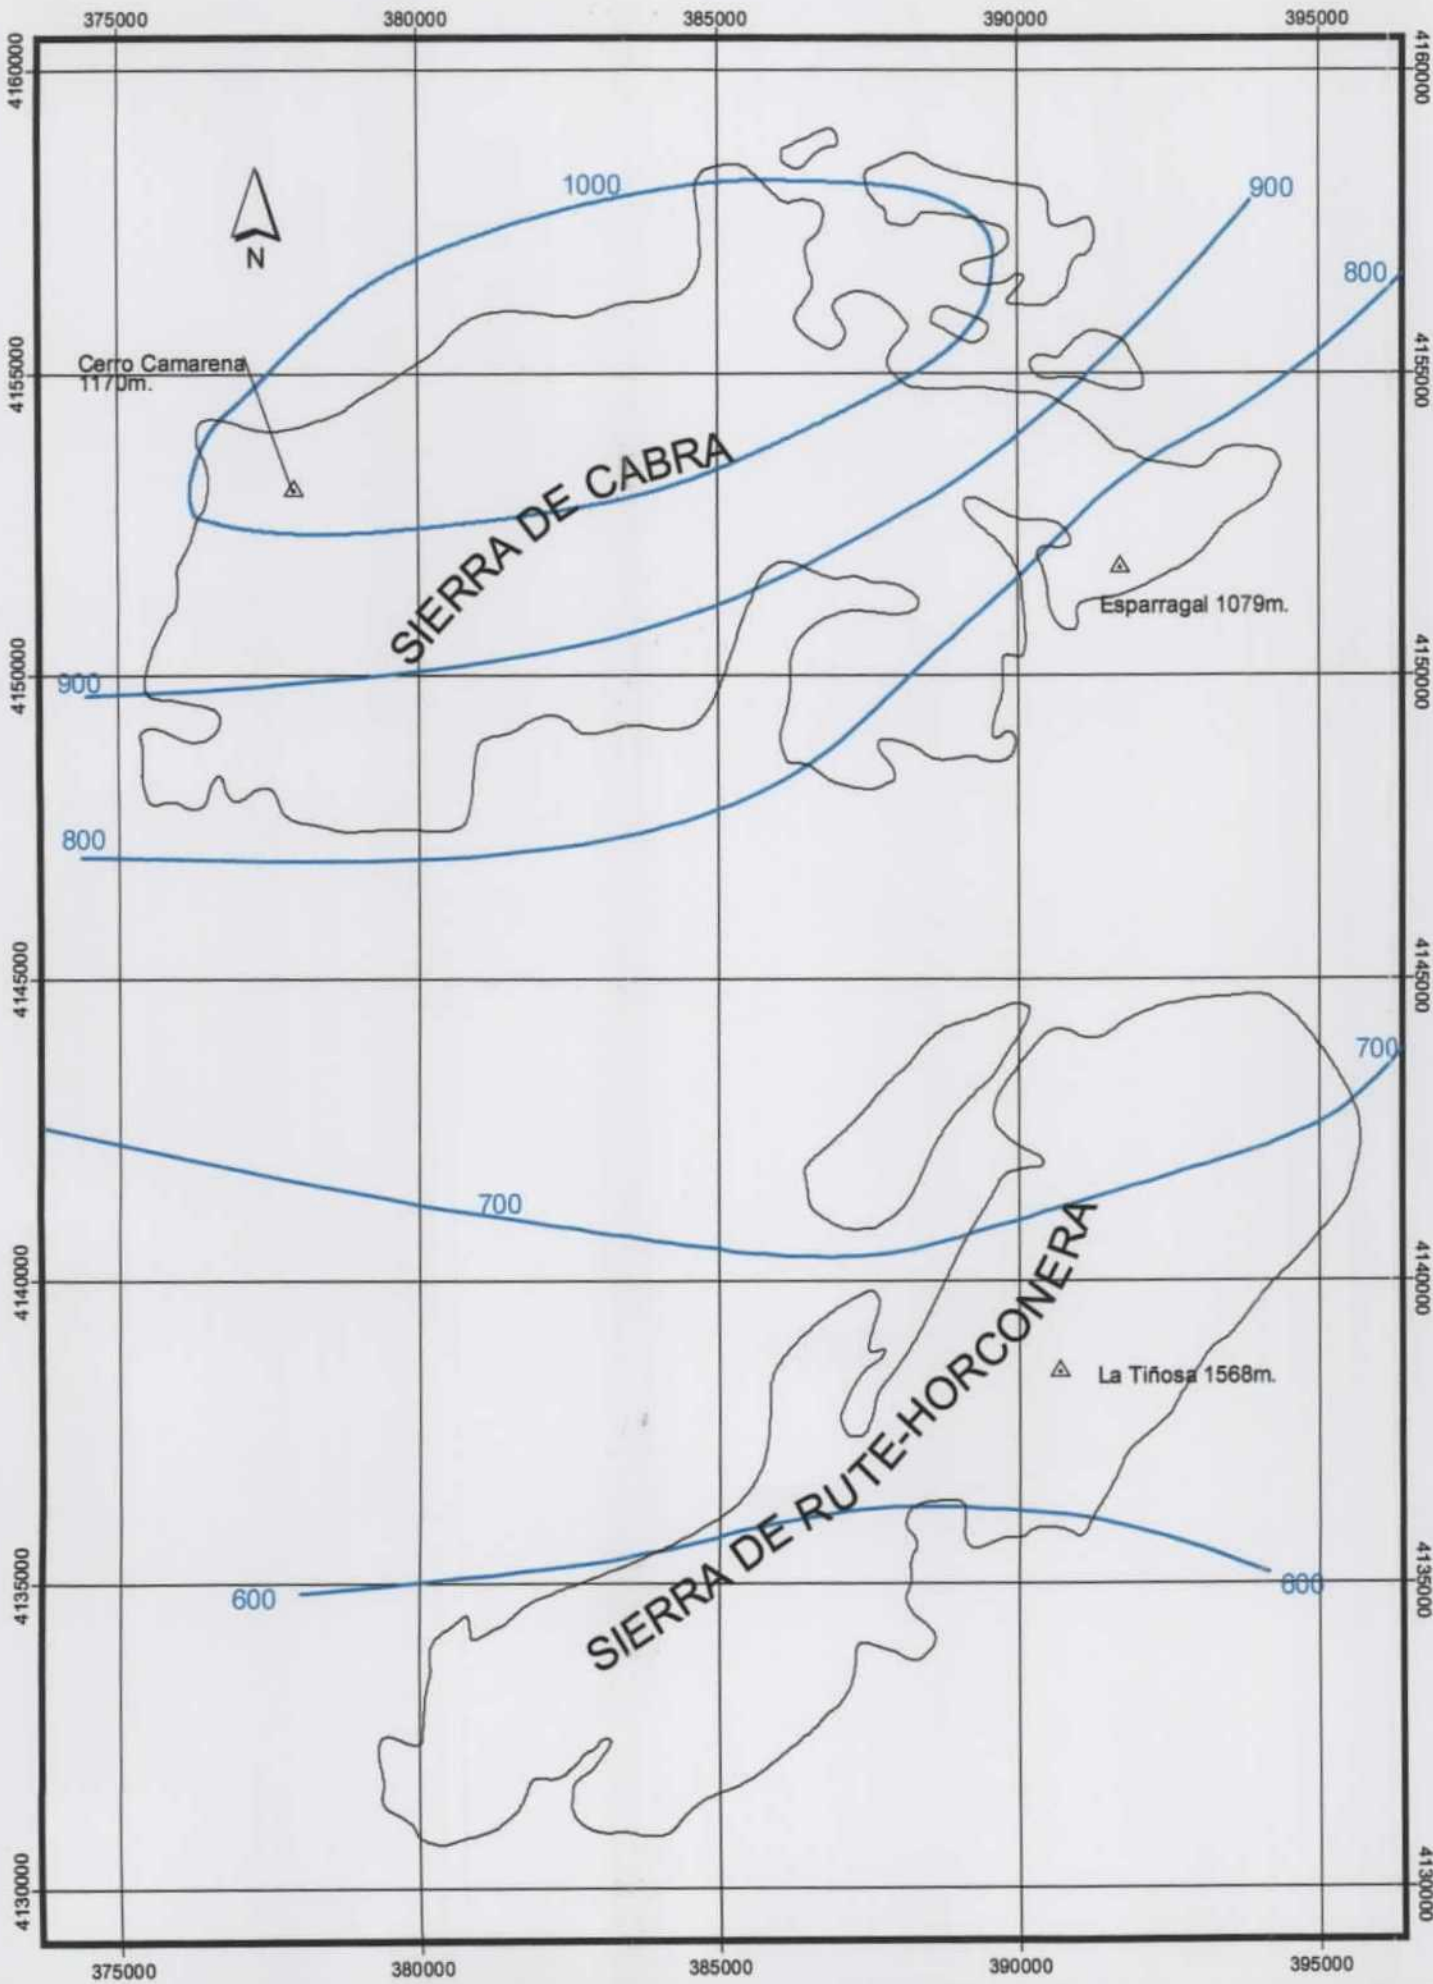 375000 380000 385000 390000 395000
4160000 4160000
1000
900
N
800
Cerro Camarena
1170m.
4155000 4155000
SIERRA DE CABRA
Esparragal 1079m.
4150000 4150000
900
800
4145000 4145000
700
700
4140000 4140000
La Tiñosa 1568m.
SIERRA DE RUTE-HORCONERA
4135000 4135000
600
600
4130000 4130000
375000 380000 385000 390000 395000